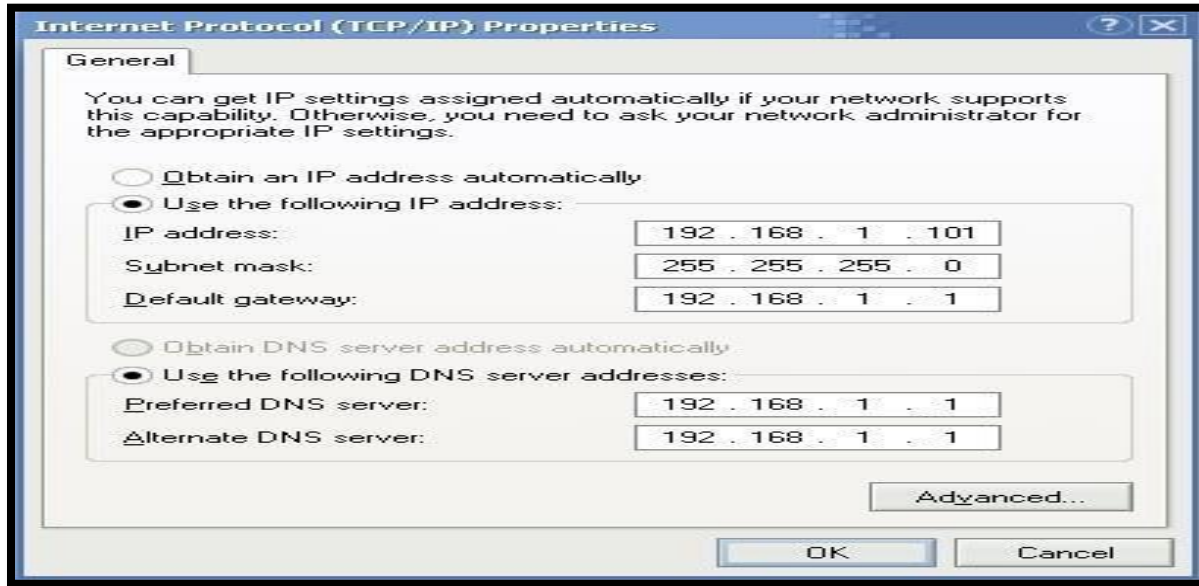 Internet Protocol (TCP/IP) Properties
General
You can get IP settings assigned automatically if your network supports
this capability. Otherwise, you need to ask your network administrator for
the appropriate IP settings.
Obtain an IP address automatically
Use the following IP address:
IP address: 192 . 168 . 1 . 101
Subnet mask: 255 . 255 . 255 . 0
Default gateway: 192 . 168 . 1 . 1
Obtain DNS server address automatically
Use the following DNS server addresses:
Preferred DNS server: 192 . 168 . 1 . 1
Alternate DNS server: 192 . 168 . 1 . 1
Advanced...
OK Cancel